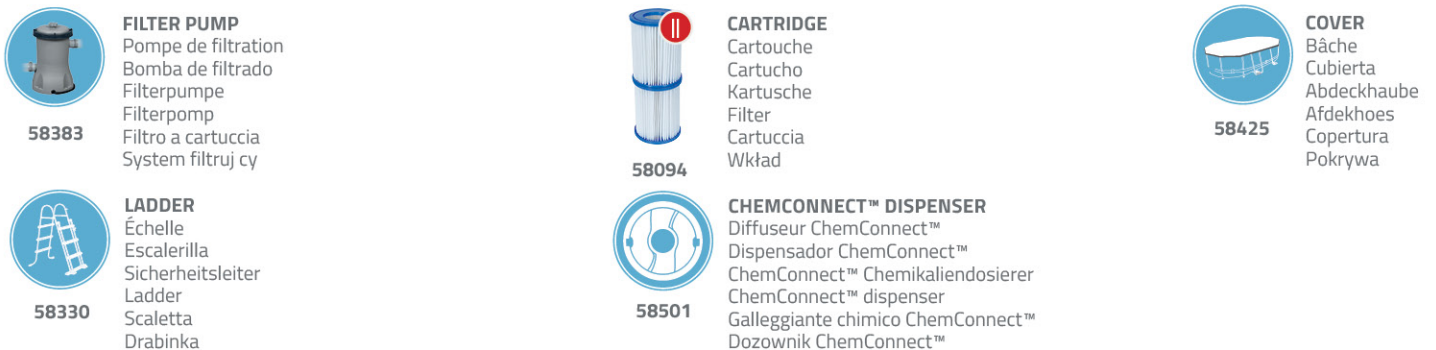 FILTER PUMP
Pompe de filtration
Bomba de filtrado
Filterpumpe
Filterpomp
Filtro a cartuccia
System filtruj cy
58383
II
CARTRIDGE
Cartouche
Cartucho
Kartusche
Filter
Cartuccia
Wkład
58094
COVER
Bâche
Cubierta
Abdeckhaube
Afdekhoes
Copertura
Pokrywa
58425
LADDER
Échelle
Escalerilla
Sicherheitsleiter
Ladder
Scaletta
Drabinka
58330
CHEMCONNECT™ DISPENSER
Diffuseur ChemConnect™
Dispensador ChemConnect™
ChemConnect™ Chemikaliendosierer
ChemConnect™ dispenser
Galleggiante chimico ChemConnect™
Dozownik ChemConnect™
58501